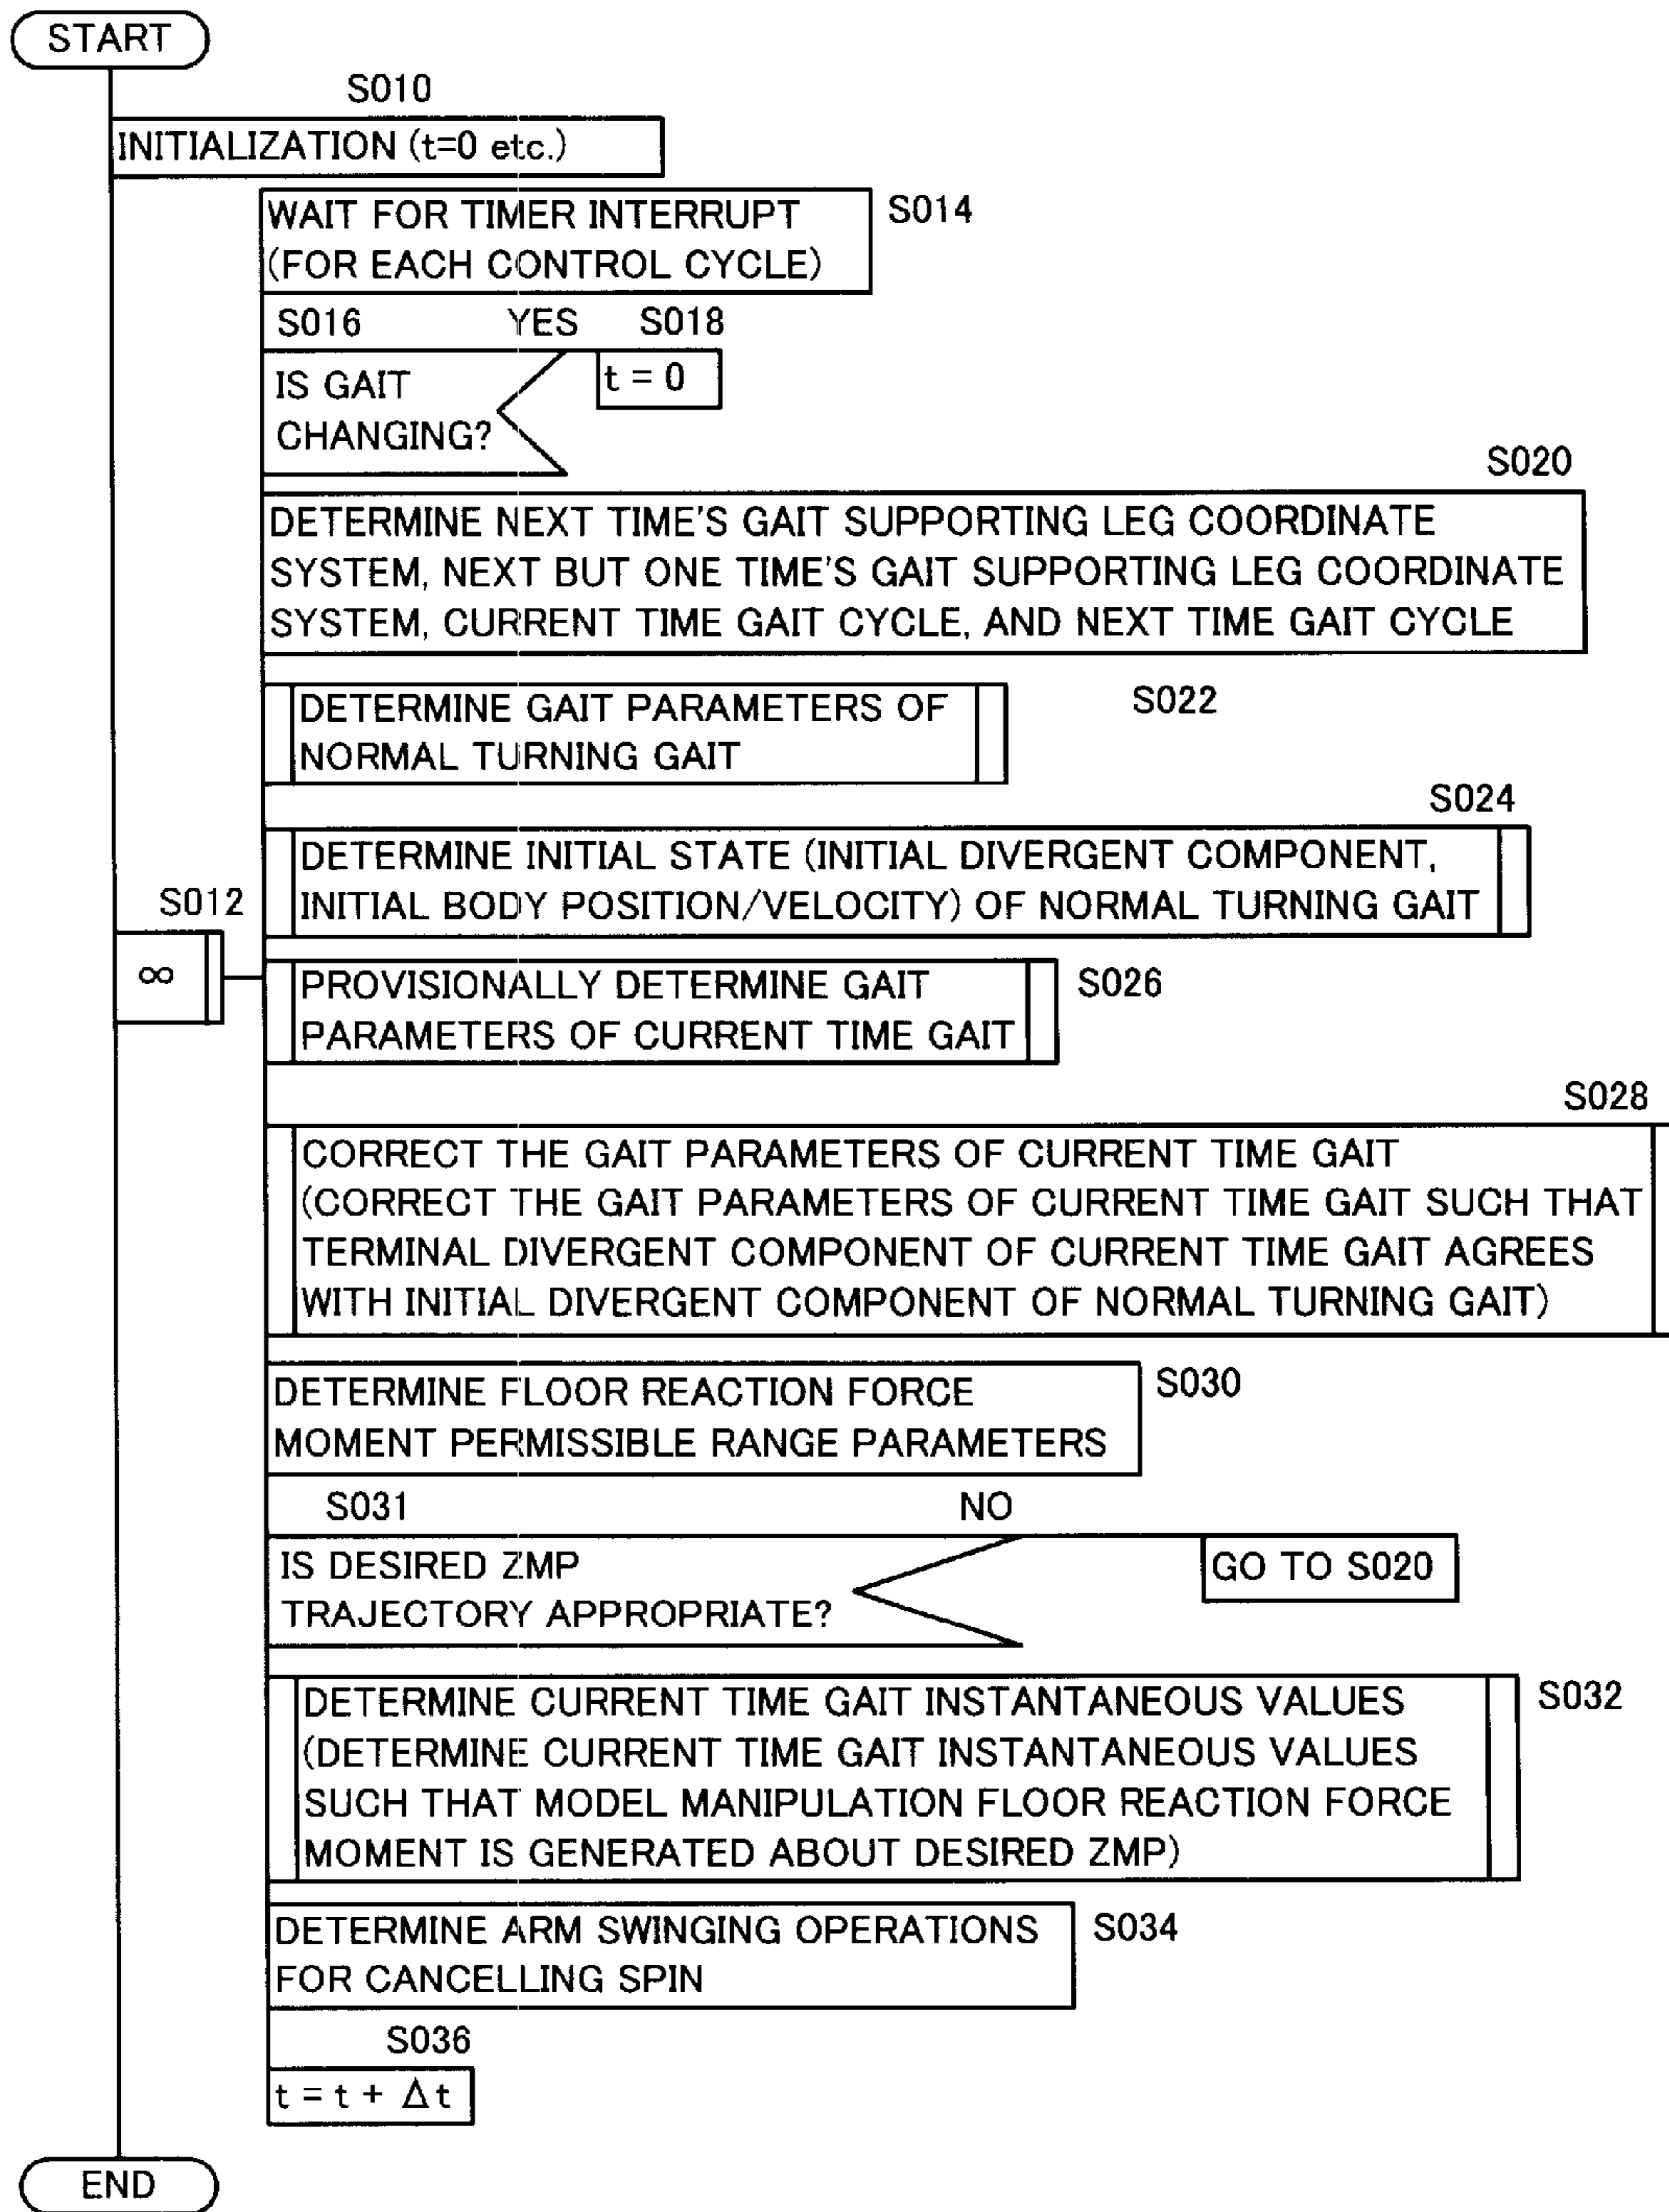 START
S010
INITIALIZATION (t=0 etc.)
WAIT FOR TIMER INTERRUPT
(FOR EACH CONTROL CYCLE)
S014
S016
YES
S018
IS GAIT
CHANGING?
t = 0
S020
DETERMINE NEXT TIME'S GAIT SUPPORTING LEG COORDINATE
SYSTEM, NEXT BUT ONE TIME'S GAIT SUPPORTING LEG COORDINATE
SYSTEM, CURRENT TIME GAIT CYCLE, AND NEXT TIME GAIT CYCLE
S022
DETERMINE GAIT PARAMETERS OF
NORMAL TURNING GAIT
S024
DETERMINE INITIAL STATE (INITIAL DIVERGENT COMPONENT,
INITIAL BODY POSITION/VELOCITY) OF NORMAL TURNING GAIT
S012
∞
PROVISIONALLY DETERMINE GAIT
PARAMETERS OF CURRENT TIME GAIT
S026
S028
CORRECT THE GAIT PARAMETERS OF CURRENT TIME GAIT
(CORRECT THE GAIT PARAMETERS OF CURRENT TIME GAIT SUCH THAT
TERMINAL DIVERGENT COMPONENT OF CURRENT TIME GAIT AGREES
WITH INITIAL DIVERGENT COMPONENT OF NORMAL TURNING GAIT)
DETERMINE FLOOR REACTION FORCE
MOMENT PERMISSIBLE RANGE PARAMETERS
S030
S031
NO
IS DESIRED ZMP
TRAJECTORY APPROPRIATE?
GO TO S020
DETERMINE CURRENT TIME GAIT INSTANTANEOUS VALUES
(DETERMINE CURRENT TIME GAIT INSTANTANEOUS VALUES
SUCH THAT MODEL MANIPULATION FLOOR REACTION FORCE
MOMENT IS GENERATED ABOUT DESIRED ZMP)
S032
DETERMINE ARM SWINGING OPERATIONS
FOR CANCELLING SPIN
S034
S036
t = t + Δt
END